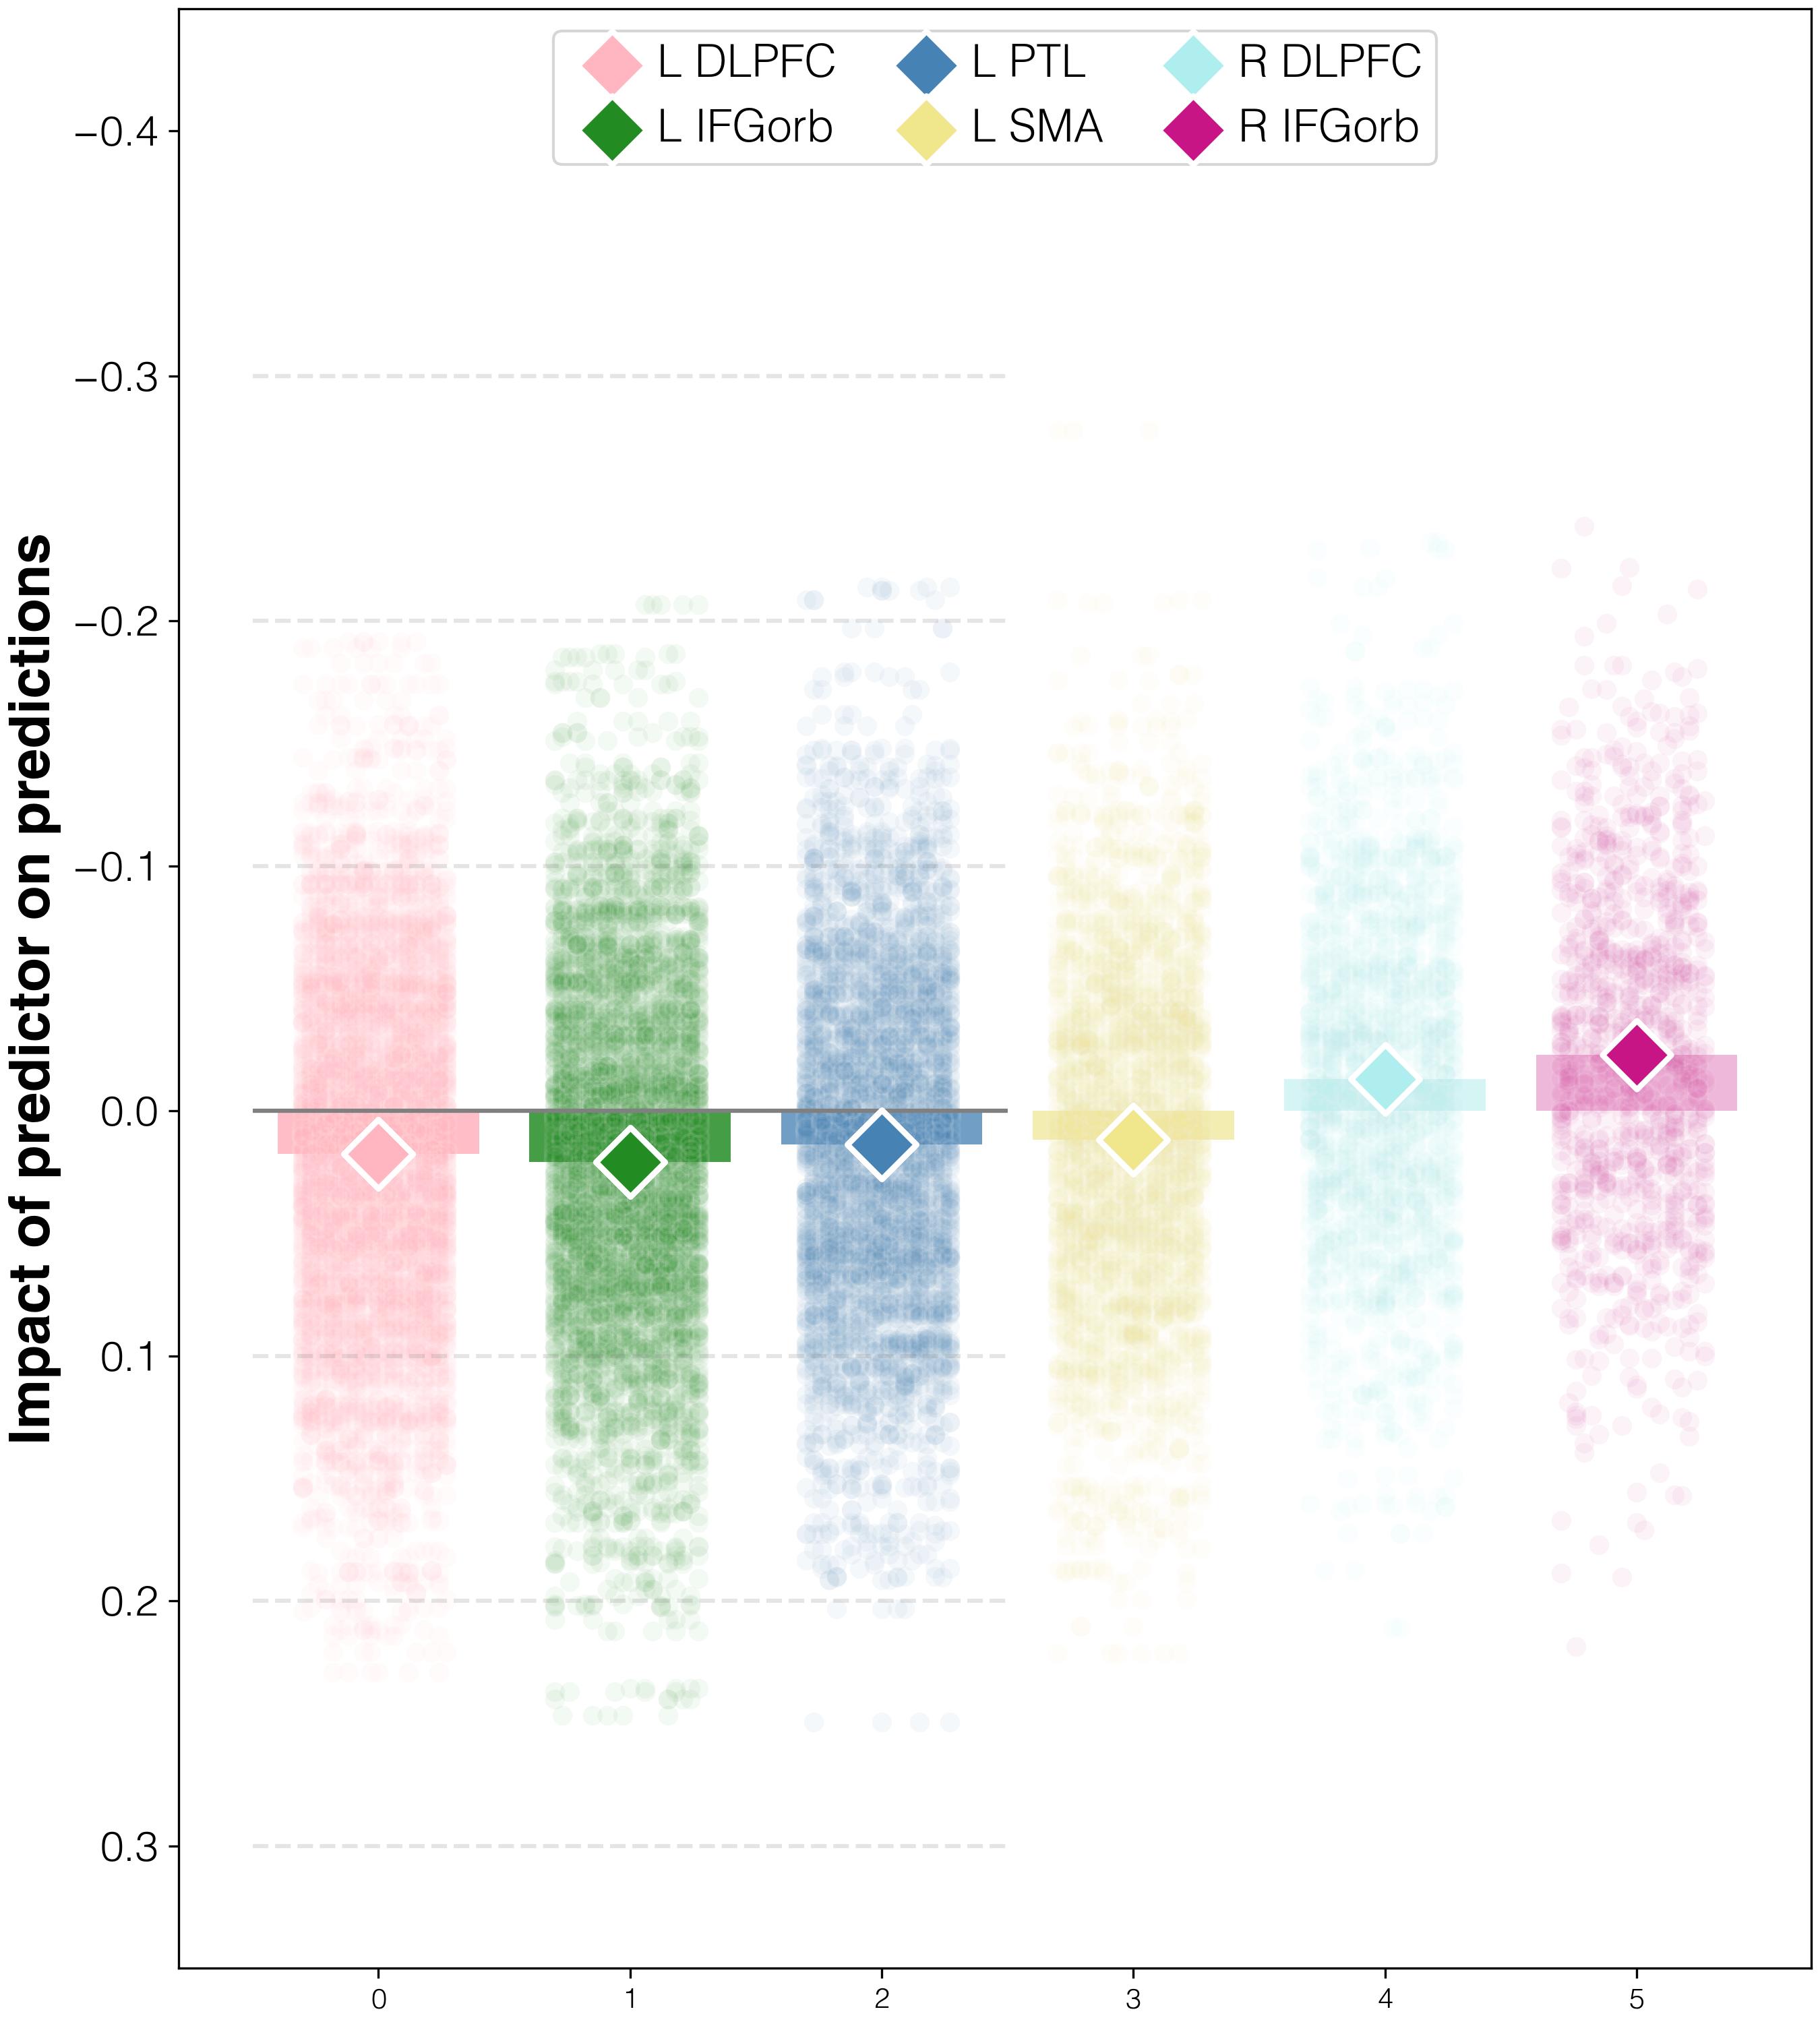 L DLPFC L PTL R DLPFC
L IFGorb L SMA R IFGorb
−0.4
−0.3
−0.2
−0.1
0.0
0.1
0.2
0.3
Impact of predictor on predictions
0 1 2 3 4 5